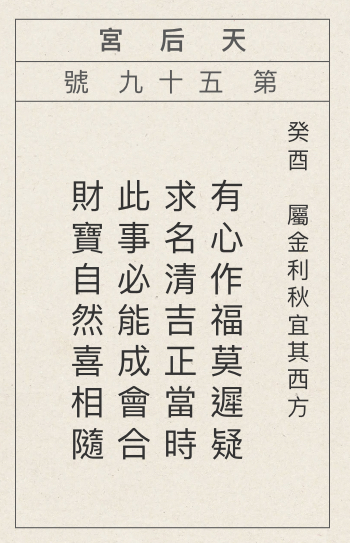 天后宮
第五十九號
癸酉 屬金利秋宜其西方
有心作福莫遲疑
求名清吉正當時
此事必能成會合
財寶自然喜相隨